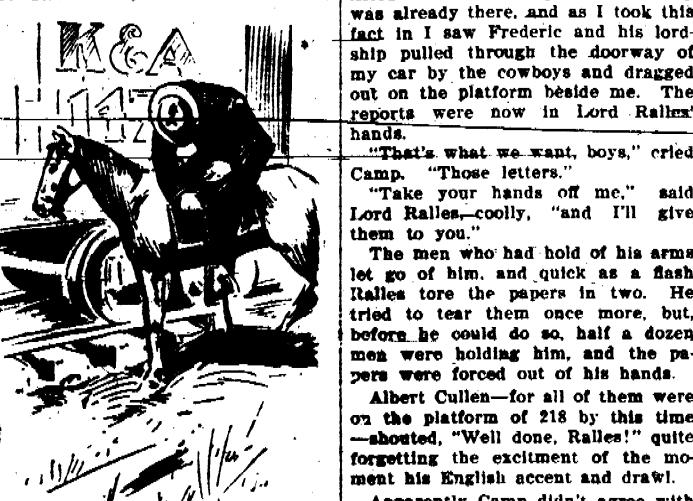 K&A
117
was already there, and as I took this
fact in I saw Frederic and his lord-
ship pulled through the doorway of
my car by the cowboys and dragged
out on the platform beside me. The
reports were now in Lord Ralles'
hands.
"That's what we want, boys," cried
Camp. "Those letters."
"Take your hands off me," said
Lord Ralles, coolly, "and I'll give
them to you."
The men who had hold of his arms
let go of him, and quick as a flash
Ralles tore the papers in two. He
tried to tear them once more, but,
before he could do so, half a dozen
men were holding him, and the pa-
pers were forced out of his hands.
Albert Cullen—for all of them were
on the platform of 218 by this time
—shouted, "Well done, Ralles!" quite
forgetting the excitment of the mo-
ment his English accent and drawl.
Apparently Camp didn't agree with